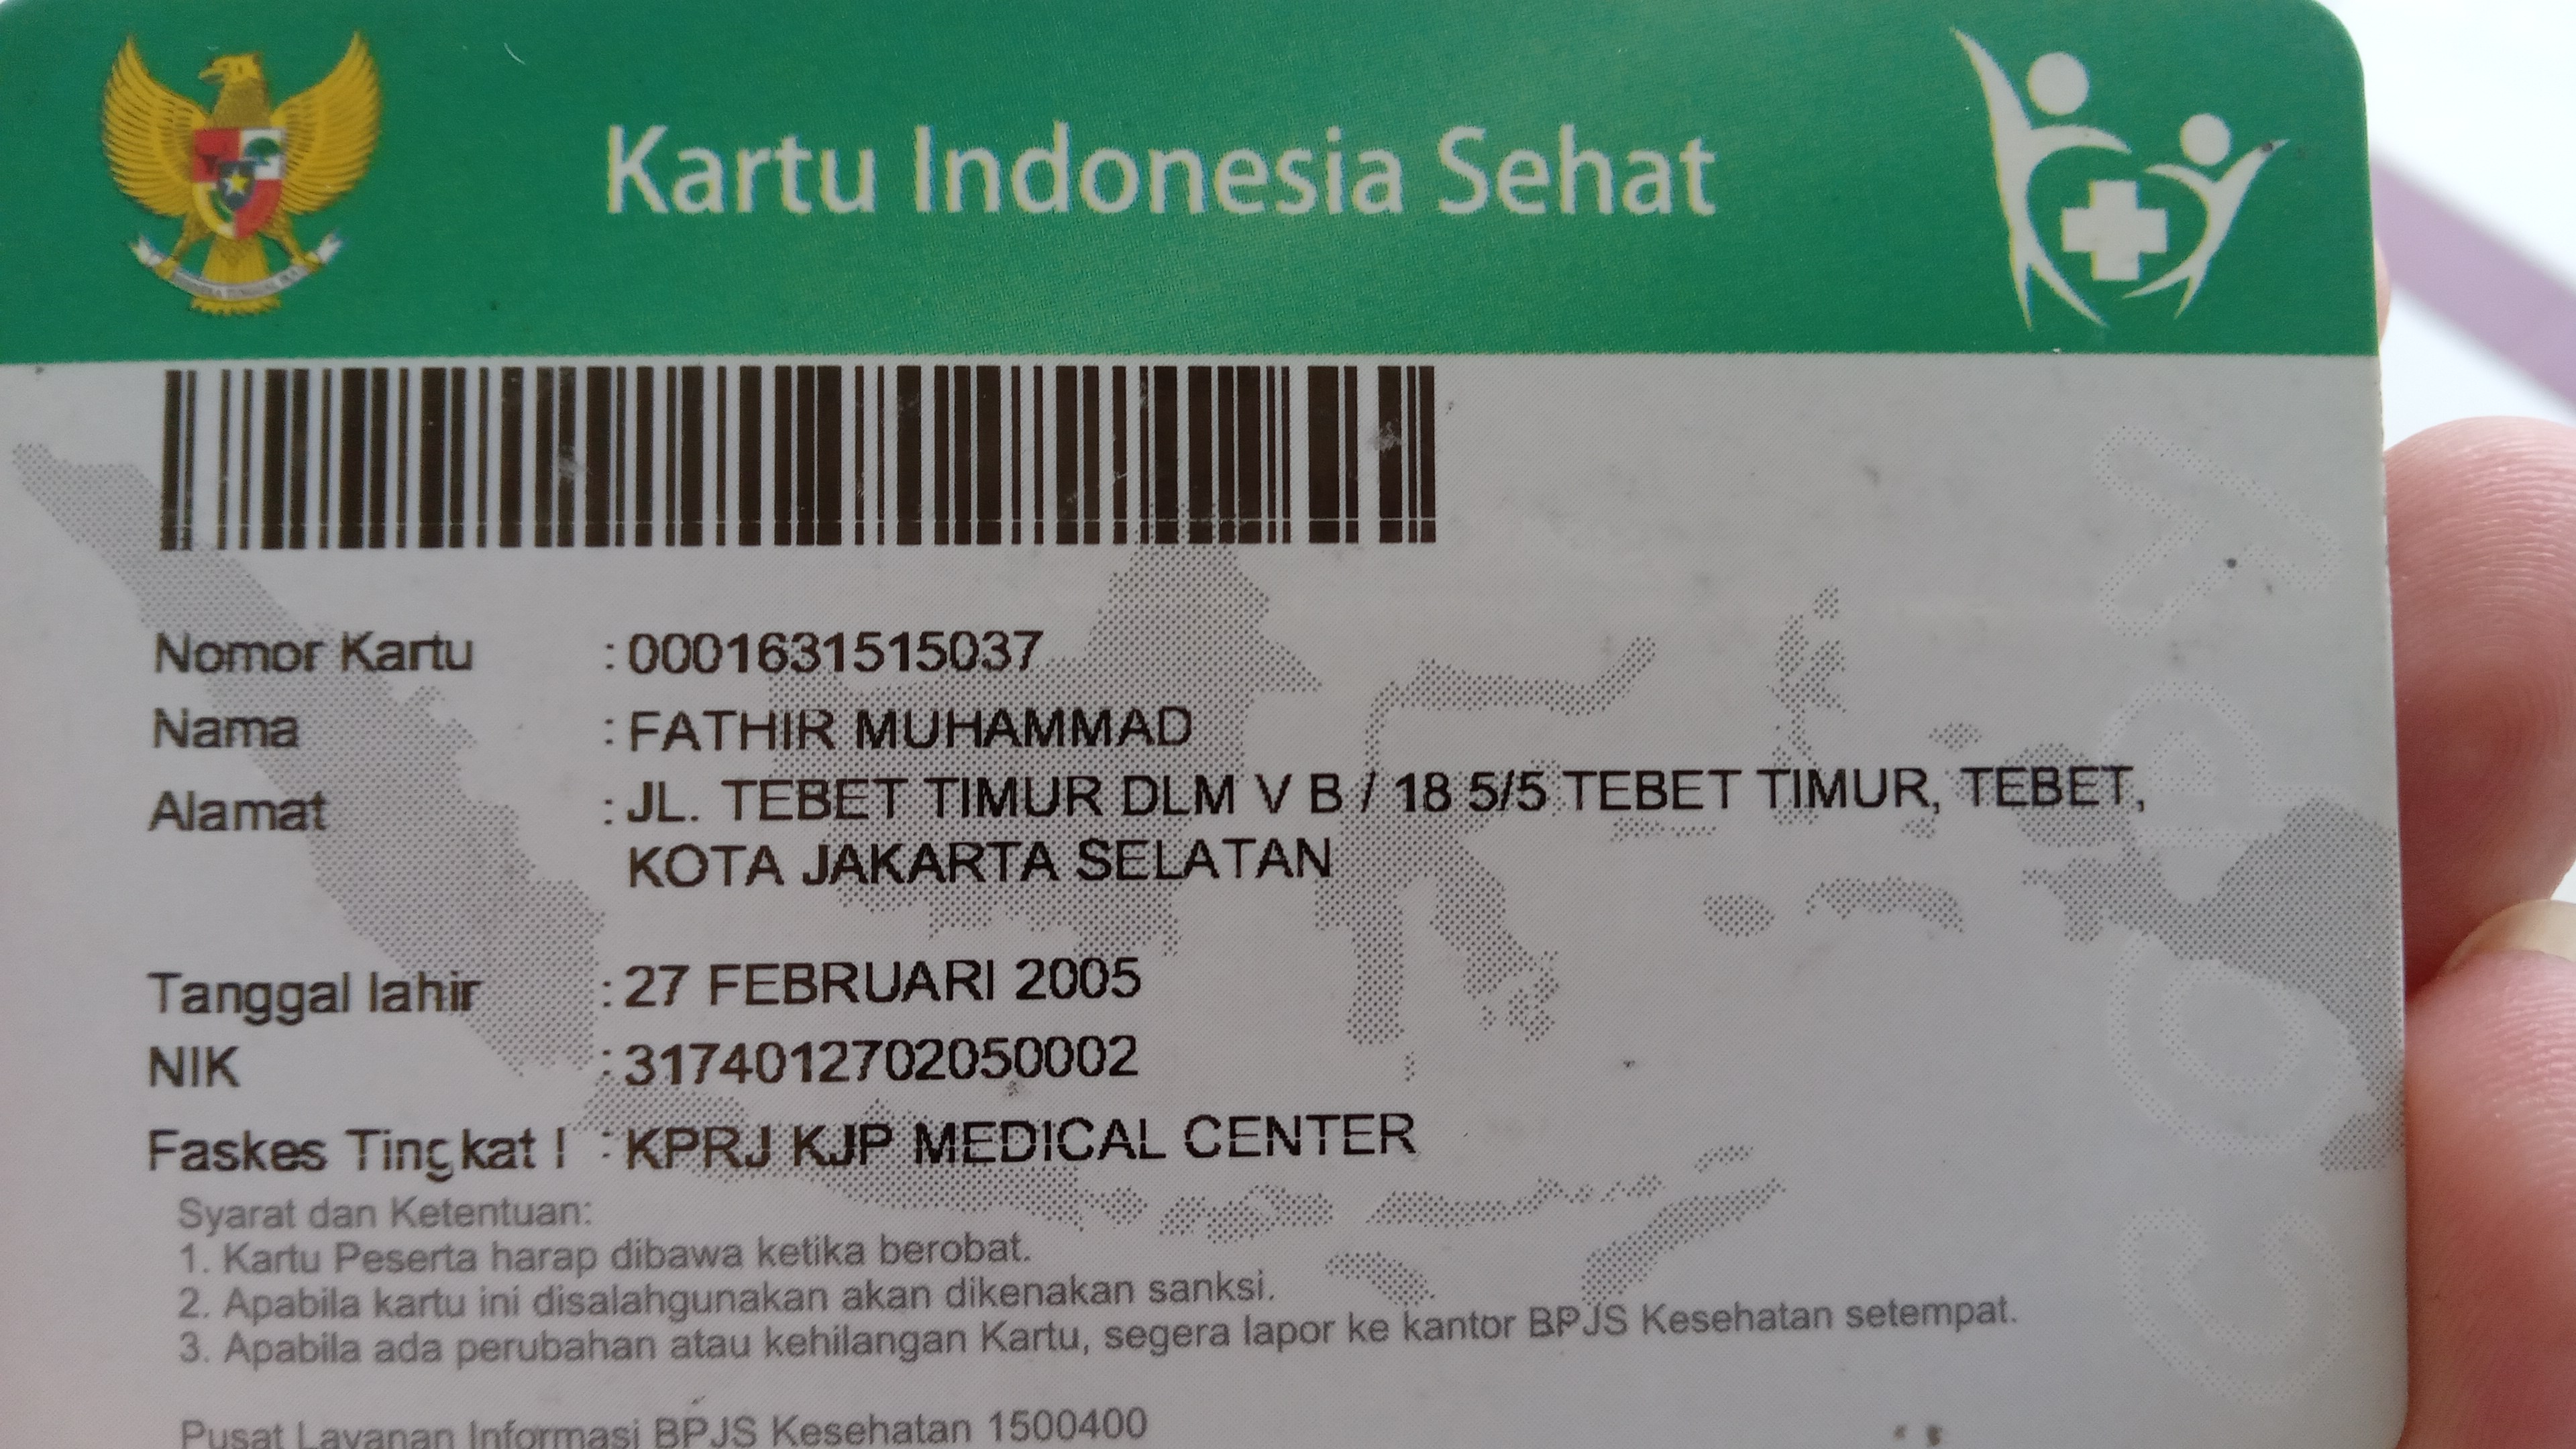 Kartu Indonesia Sehat
Nomor Kartu : 0001631515037
Nama : FATHIR MUHAMMAD
Alamat : JL. TEBET TIMUR DLM V B / 18 5/5 TEBET TIMUR, TEBET,
KOTA JAKARTA SELATAN
Tanggal lahir : 27 FEBRUARI 2005
NIK : 3174012702050002
Faskes Tingkat I : KPRJ KJP MEDICAL CENTER
Syarat dan Ketentuan:
1. Kartu Peserta harap dibawa ketika berobat.
2. Apabila kartu ini disalahgunakan akan dikenakan sanksi.
3. Apabila ada perubahan atau kehilangan Kartu, segera lapor ke kantor BPJS Kesehatan setempat.
Pusat Layanan Informasi BPJS Kesehatan 1500400
COPY